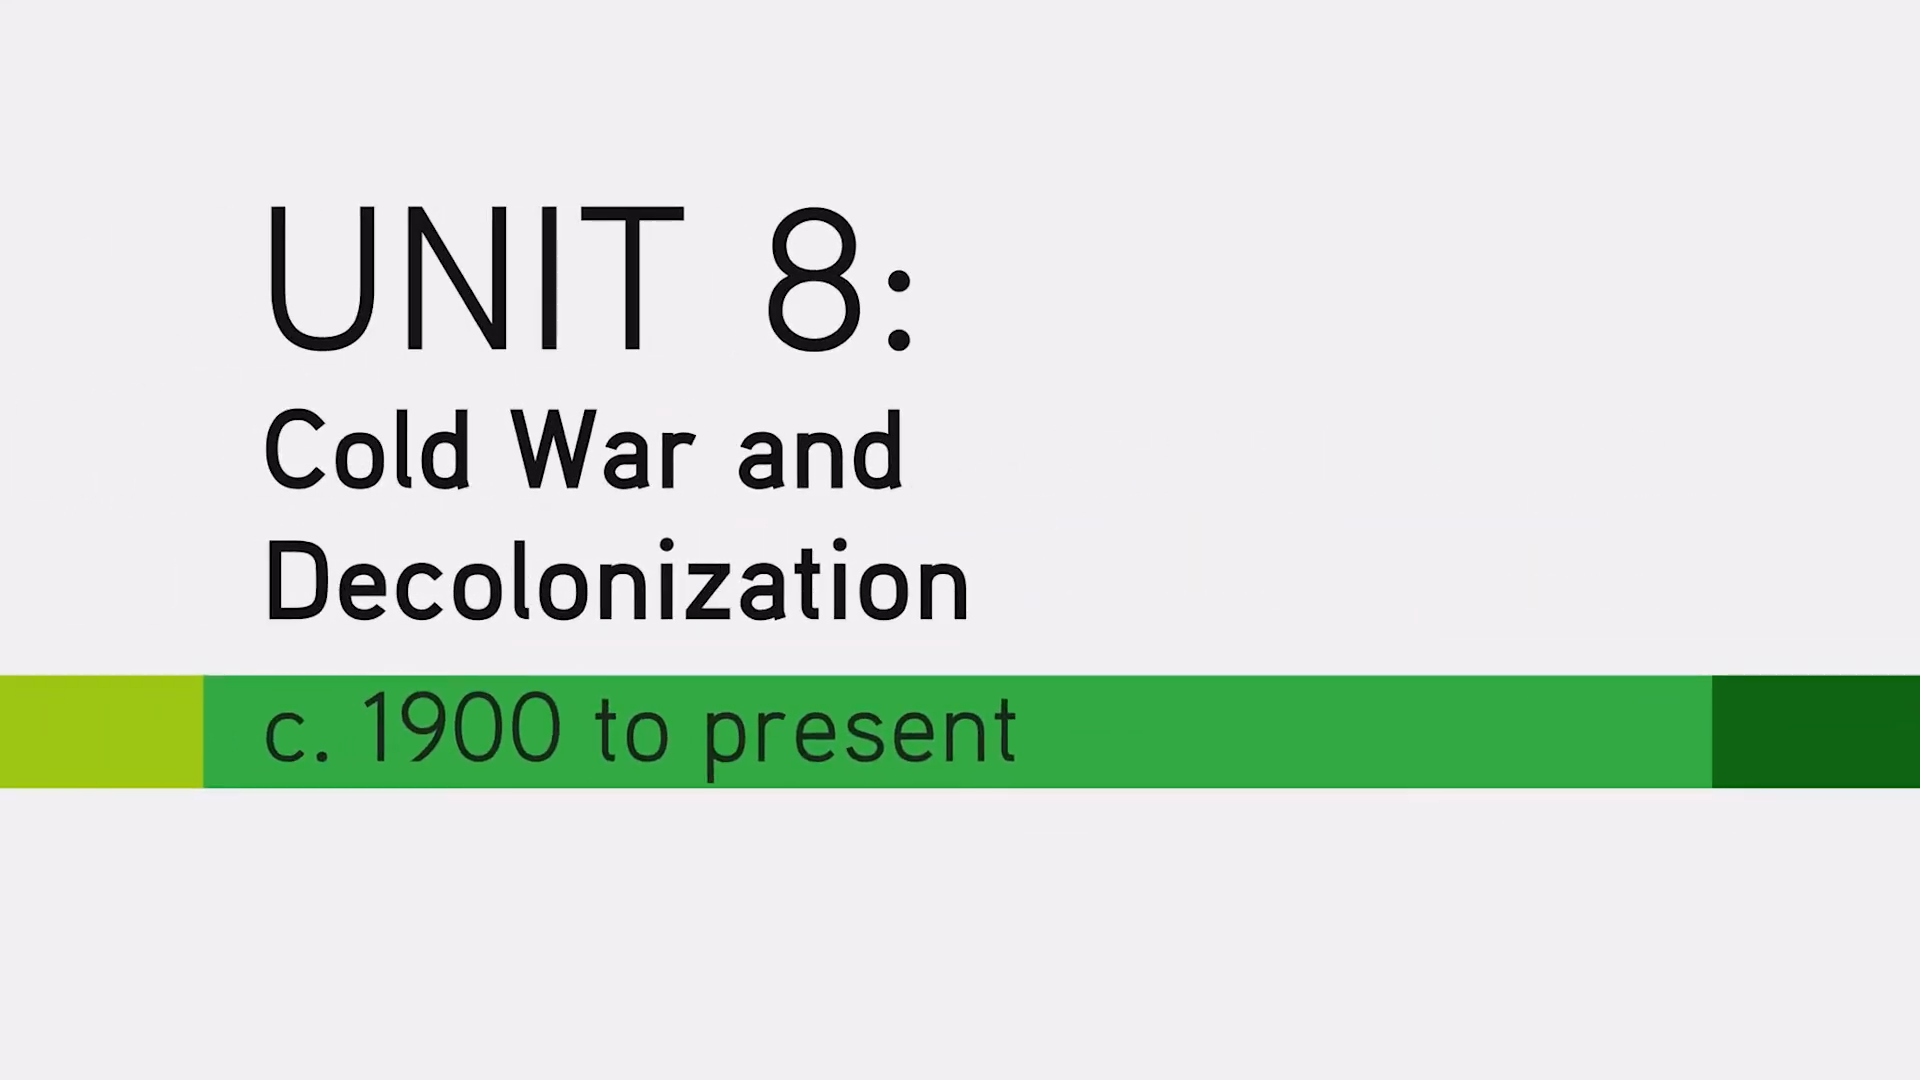 UNIT 8:
Cold War and
Decolonization
c. 1900 to present